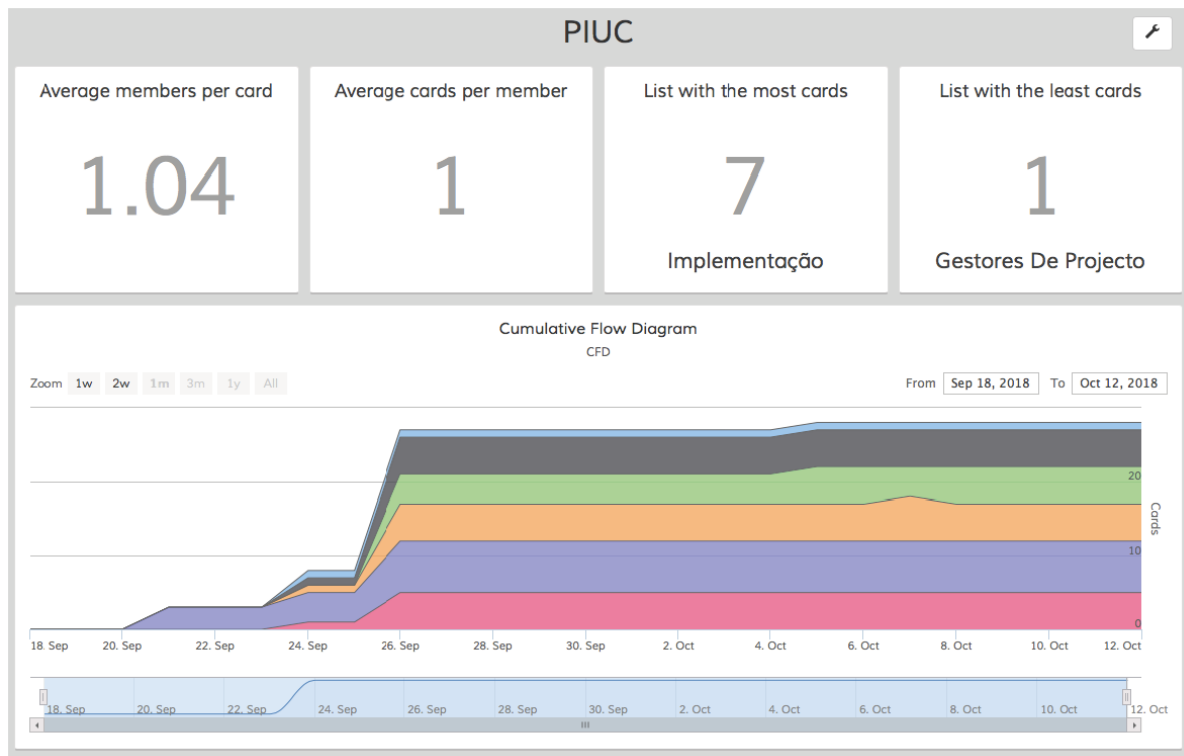 PIUC
Average members per card
1.04
Average cards per member
1
List with the most cards
7
Implementação
List with the least cards
1
Gestores De Projecto
Cumulative Flow Diagram
CFD
Zoom 1w 2w 1m 3m 1y All
From Sep 18, 2018 To Oct 12, 2018
20
10
0
Cards
18. Sep 20. Sep 22. Sep 24. Sep 26. Sep 28. Sep 30. Sep 2. Oct 4. Oct 6. Oct 8. Oct 10. Oct 12. Oct
18. Sep 20. Sep 22. Sep 24. Sep 26. Sep 28. Sep 30. Sep 2. Oct 4. Oct 6. Oct 8. Oct 10. Oct 12. Oct